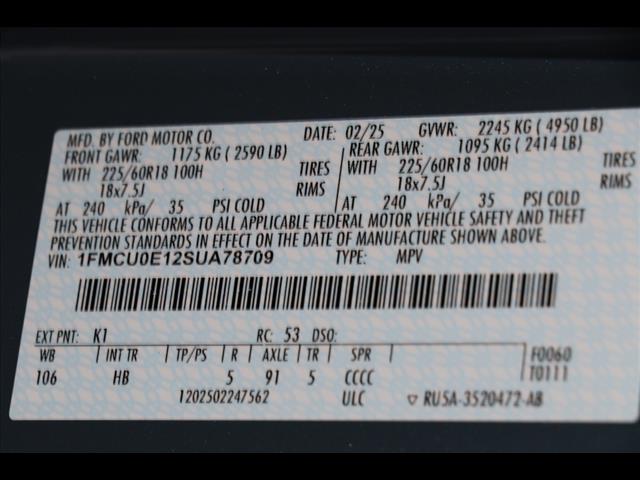 MFD. BY FORD MOTOR CO. DATE: 02/25 GVWR: 2245 KG ( 4950 LB)
FRONT GAWR: 1175 KG ( 2590 LB) REAR GAWR: 1095 KG ( 2414 LB)
WITH 225/60R18 100H TIRES WITH 225/60R18 100H TIRES
18x7.5J RIMS 18x7.5J RIMS
AT 240 kPa/ 35 PSI COLD AT 240 kPa/ 35 PSI COLD
THIS VEHICLE CONFORMS TO ALL APPLICABLE FEDERAL MOTOR VEHICLE SAFETY AND THEFT
PREVENTION STANDARDS IN EFFECT ON THE DATE OF MANUFACTURE SHOWN ABOVE.
VIN: 1FMCU0E12SUA78709 TYPE: MPV
EXT PNT: K1 RC: 53 DSO:
WB INT TR TP/PS R AXLE TR SPR F0060
106 HB 5 91 5 CCCC T0111
1202502247562 ULC ▽ RU5A-3520472-AB